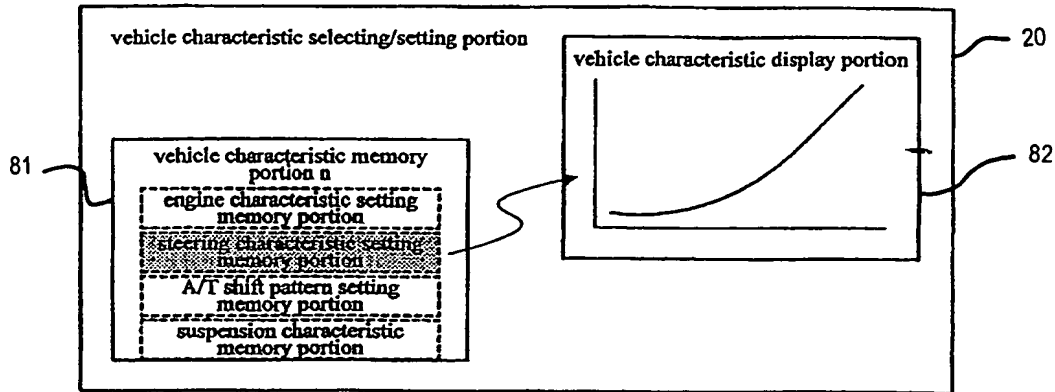 vehicle characteristic selecting/setting portion
20
vehicle characteristic display portion
81
vehicle characteristic memory
portion n
engine characteristic setting
memory portion
steering characteristic setting
memory portion
A/T shift pattern setting
memory portion
suspension characteristic
memory portion
82